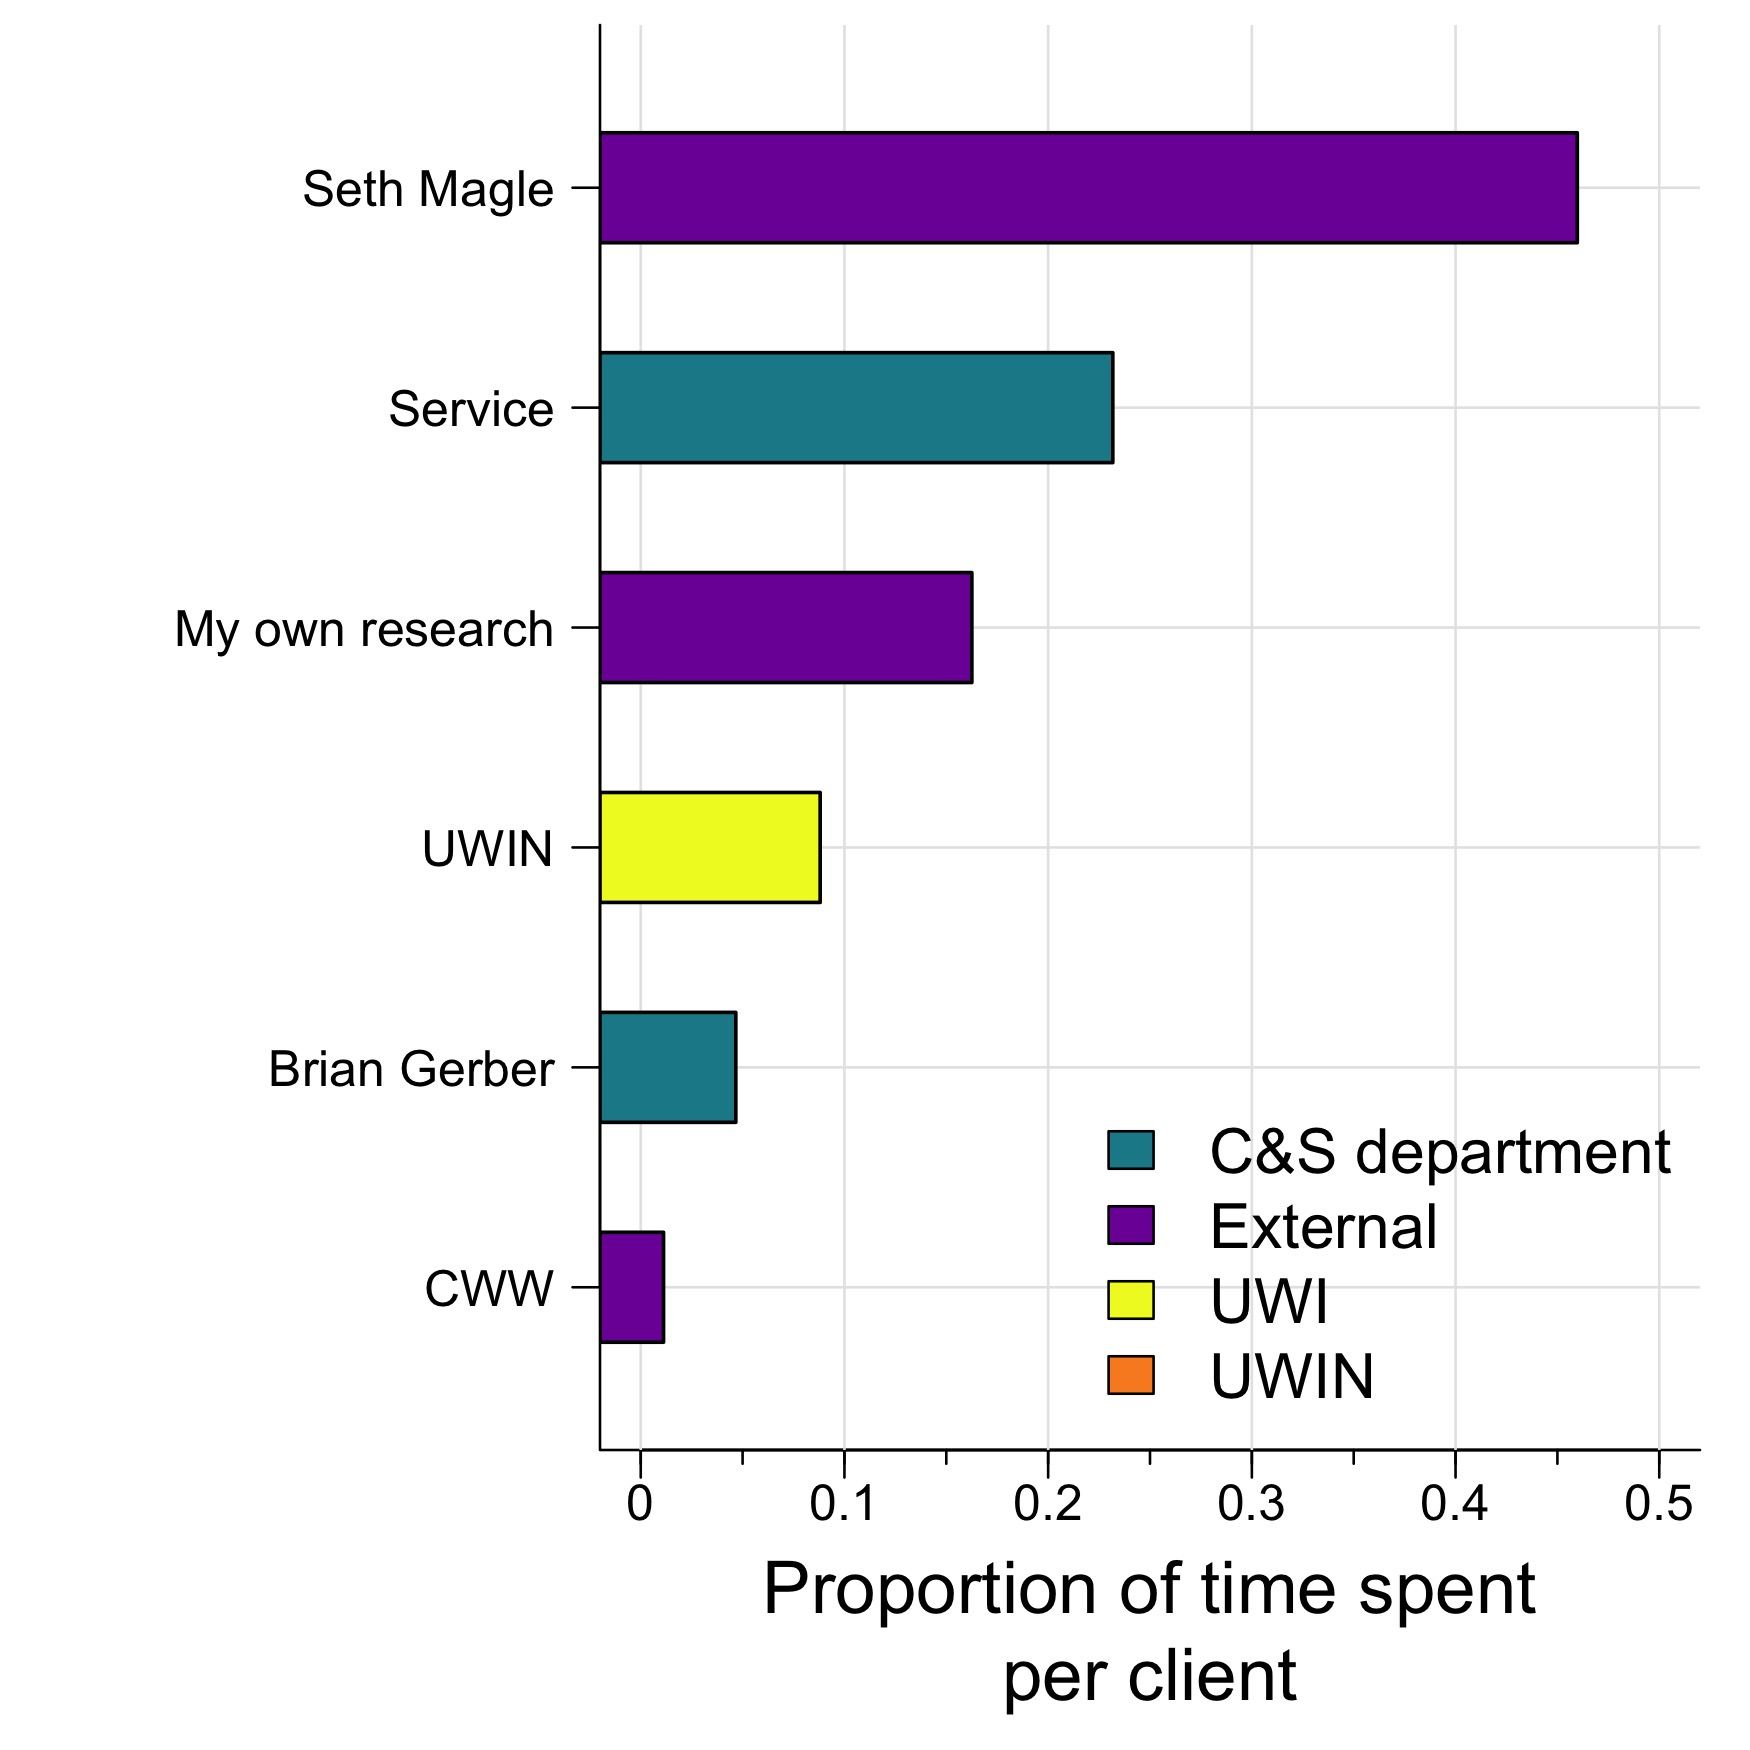 Seth Magle
Service
My own research
UWIN
Brian Gerber
CWW
C&S department
External
UWI
UWIN
0 0.1 0.2 0.3 0.4 0.5
Proportion of time spent
per client